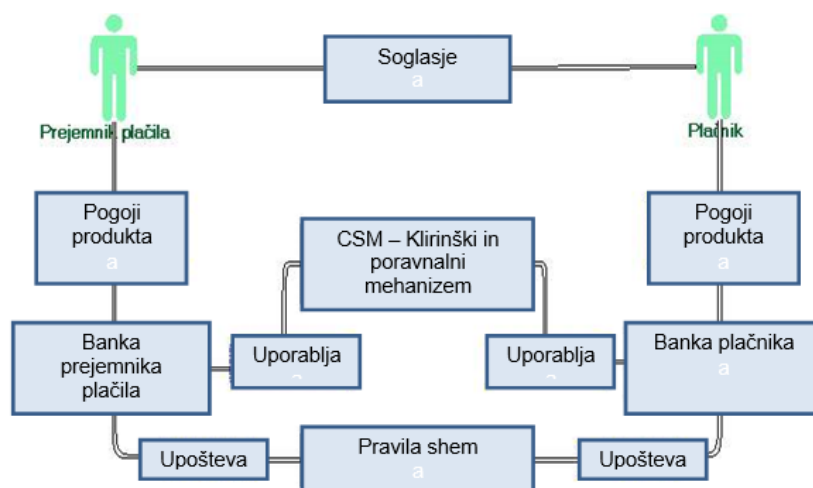 Soglasje
a
Prejemnik plačila
Plačnik
Pogoji
produkta
a
CSM – Klirinški in
poravnalni
mehanizem
Pogoji
produkta
a
Banka
prejemnika
plačila
Uporablja
a
Uporablja
a
Banka plačnika
a
Upošteva
Pravila shem
a
Upošteva